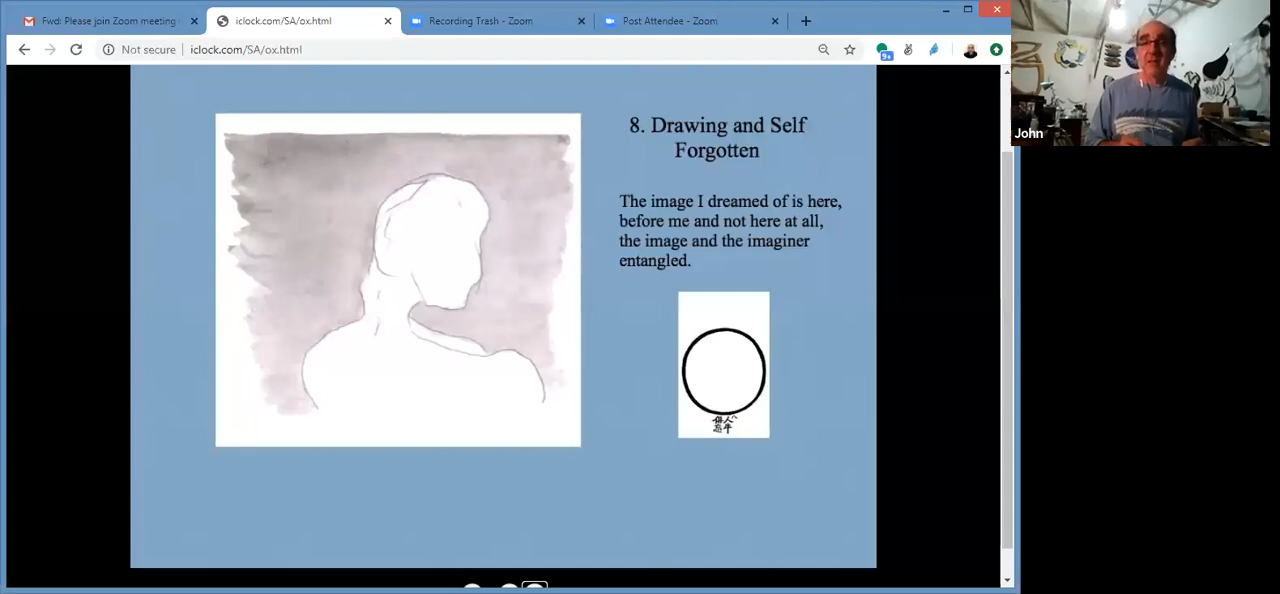 Fwd: Please join Zoom meeting
iclock.com/SA/ox.html
Recording Trash - Zoom
Post Attendee - Zoom
Not secure
iclock.com/SA/ox.html
9+
John
8. Drawing and Self
Forgotten
The image I dreamed of is here,
before me and not here at all,
the image and the imaginer
entangled.